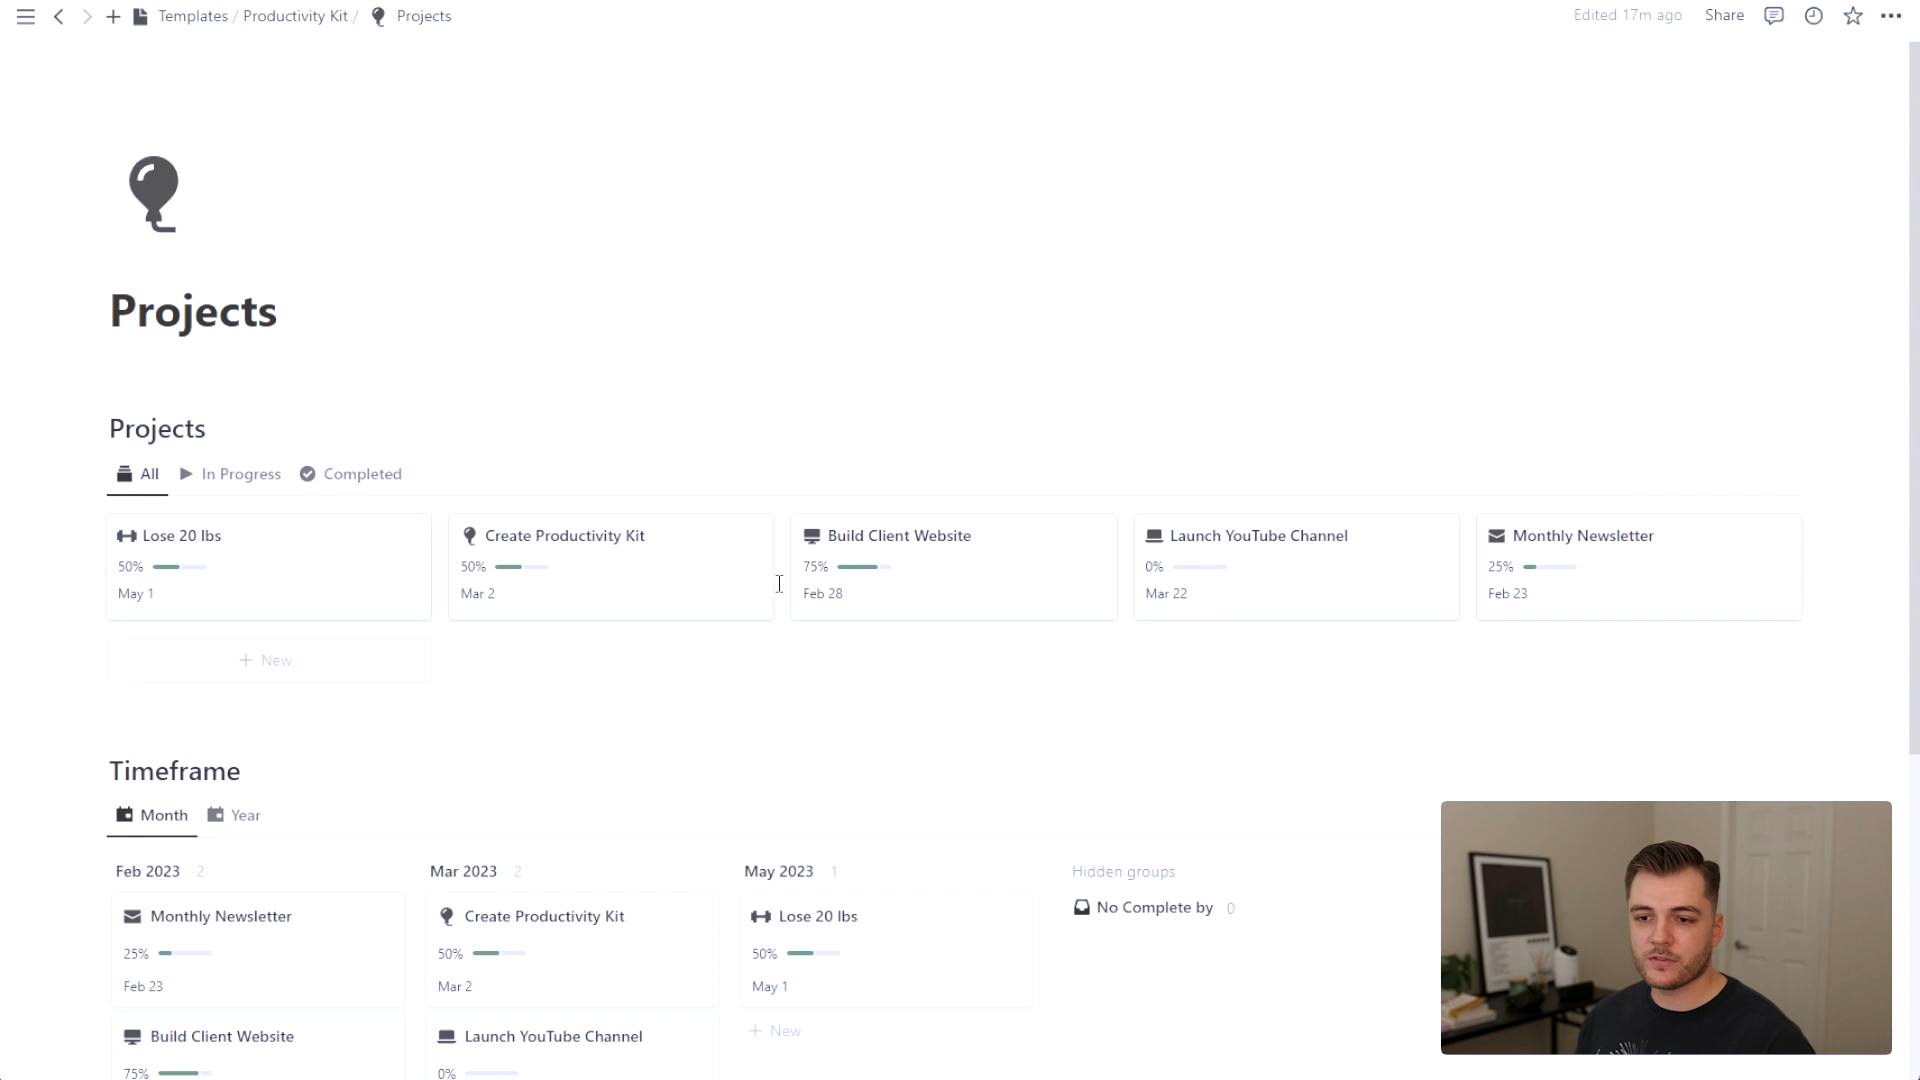 Templates / Productivity Kit / Projects
Edited 17m ago Share
Projects
Projects
All In Progress Completed
Lose 20 lbs Create Productivity Kit Build Client Website Launch YouTube Channel Monthly Newsletter
50% 50% 75% 0% 25%
May 1 Mar 2 Feb 28 Mar 22 Feb 23
+ New
Timeframe
Month Year
Feb 2023 2 Mar 2023 2 May 2023 1 Hidden groups
Monthly Newsletter Create Productivity Kit Lose 20 lbs No Complete by 0
25% 50% 50%
Feb 23 Mar 2 May 1
Build Client Website Launch YouTube Channel + New
75% 0%